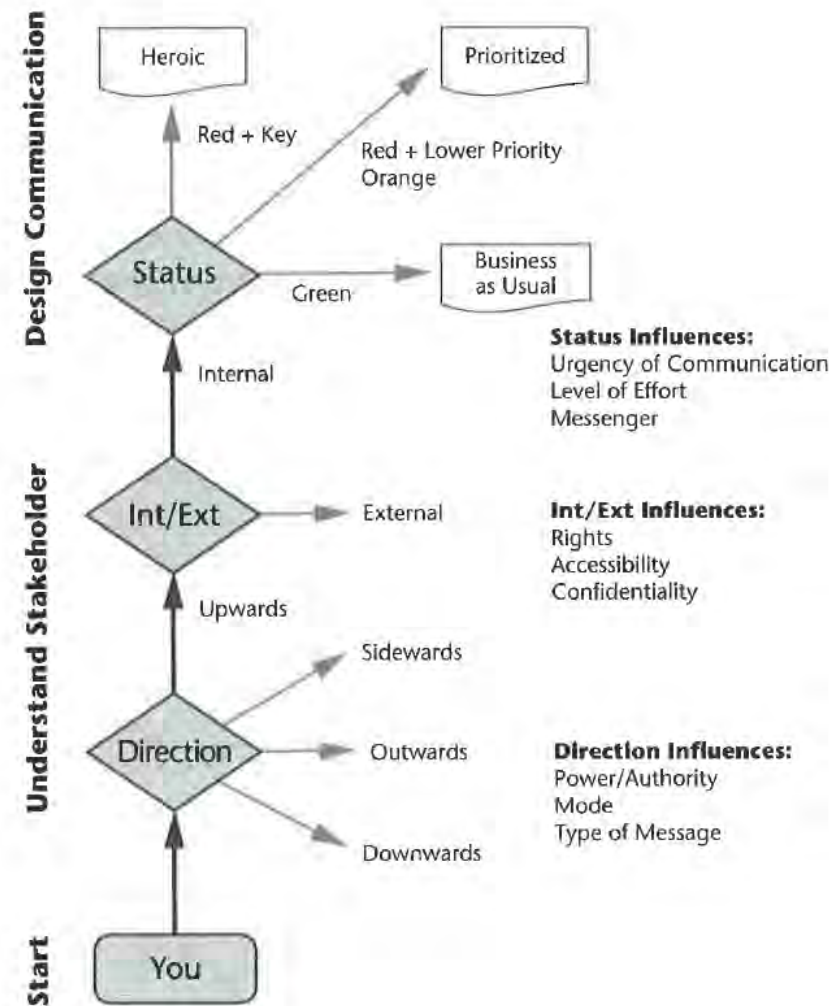 Design Communication
Heroic
Prioritized
Red + Key
Red + Lower Priority
Orange
Status
Green
Business
as Usual
Internal
Status Influences:
Urgency of Communication
Level of Effort
Messenger
Understand Stakeholder
Int/Ext
External
Int/Ext Influences:
Rights
Accessibility
Confidentiality
Upwards
Sidewards
Direction
Outwards
Downwards
Direction Influences:
Power/Authority
Mode
Type of Message
Start
You